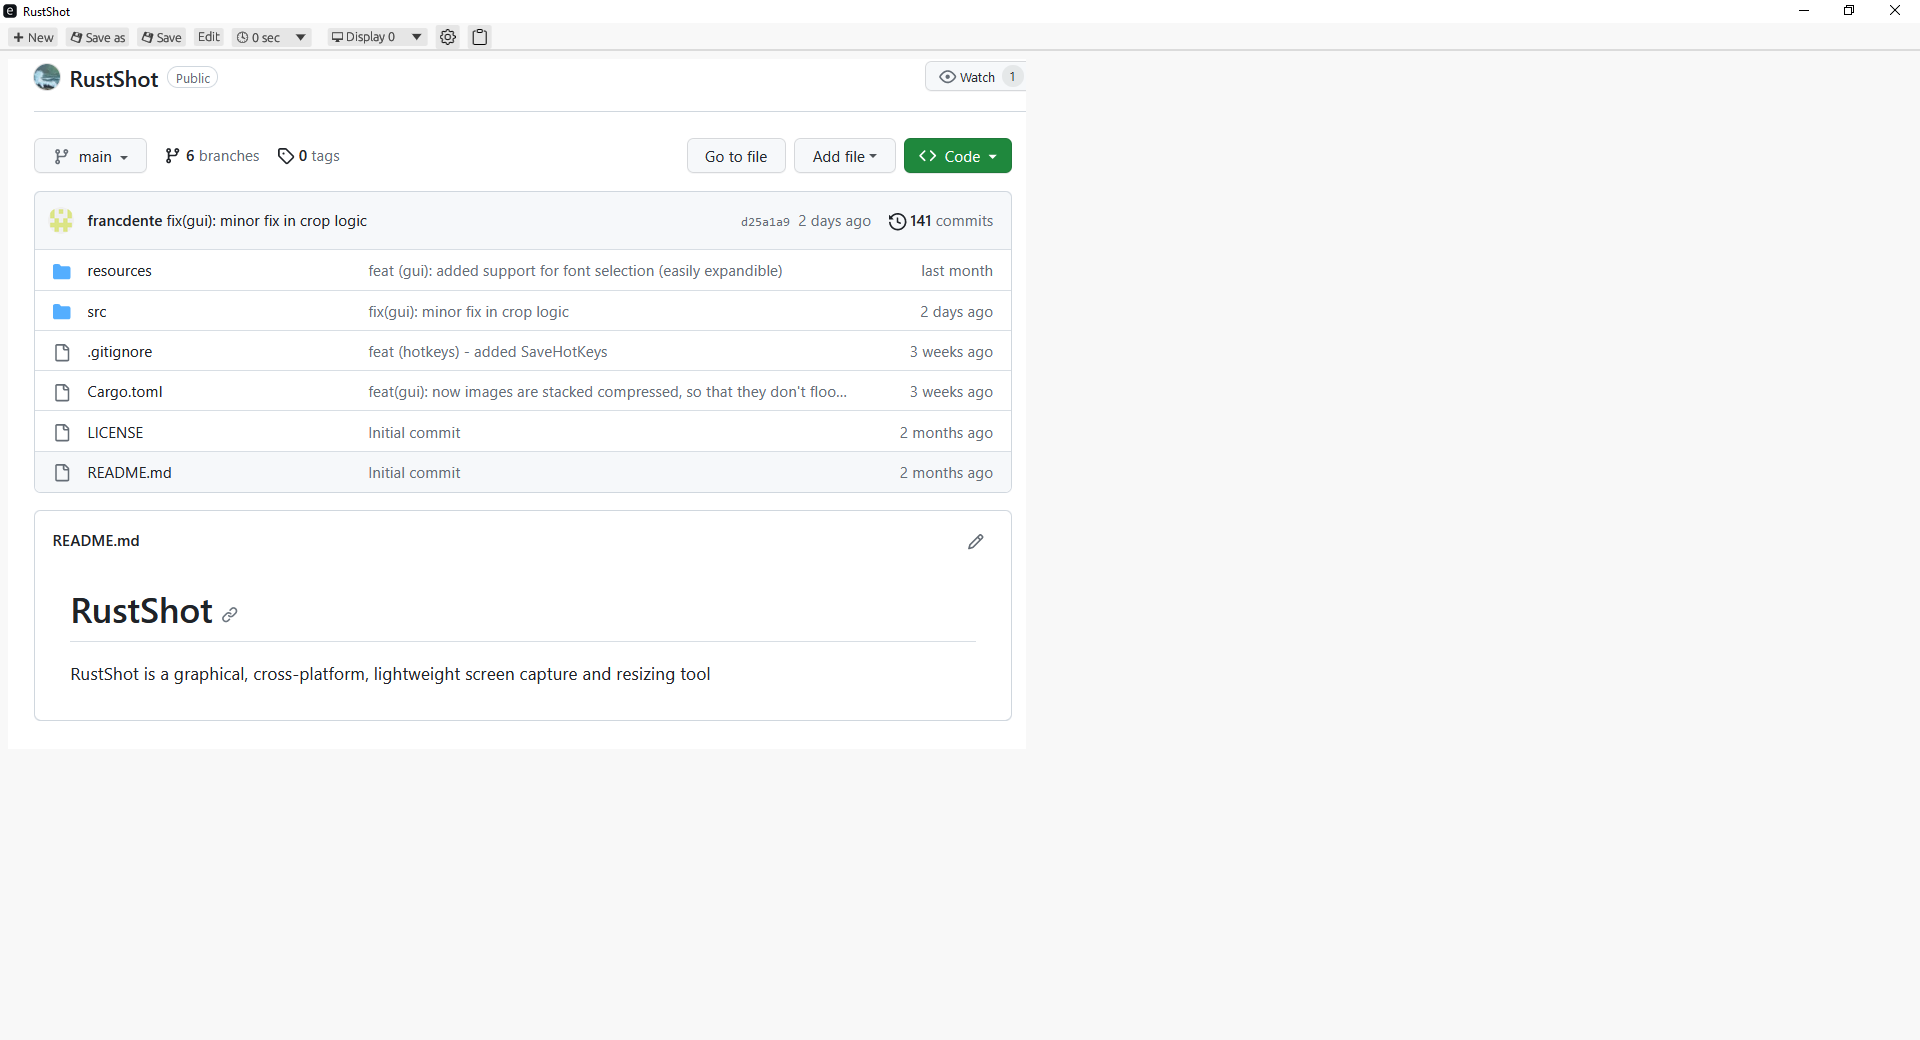 RustShot
+ New Save as Save Edit 0 sec Display 0
RustShot Public Watch 1
main 6 branches 0 tags Go to file Add file Code
francdente fix(gui): minor fix in crop logic d25a1a9 2 days ago 141 commits
resources feat (gui): added support for font selection (easily expandible) last month
src fix(gui): minor fix in crop logic 2 days ago
.gitignore feat (hotkeys) - added SaveHotKeys 3 weeks ago
Cargo.toml feat(gui): now images are stacked compressed, so that they don't floo... 3 weeks ago
LICENSE Initial commit 2 months ago
README.md Initial commit 2 months ago
README.md
RustShot
RustShot is a graphical, cross-platform, lightweight screen capture and resizing tool